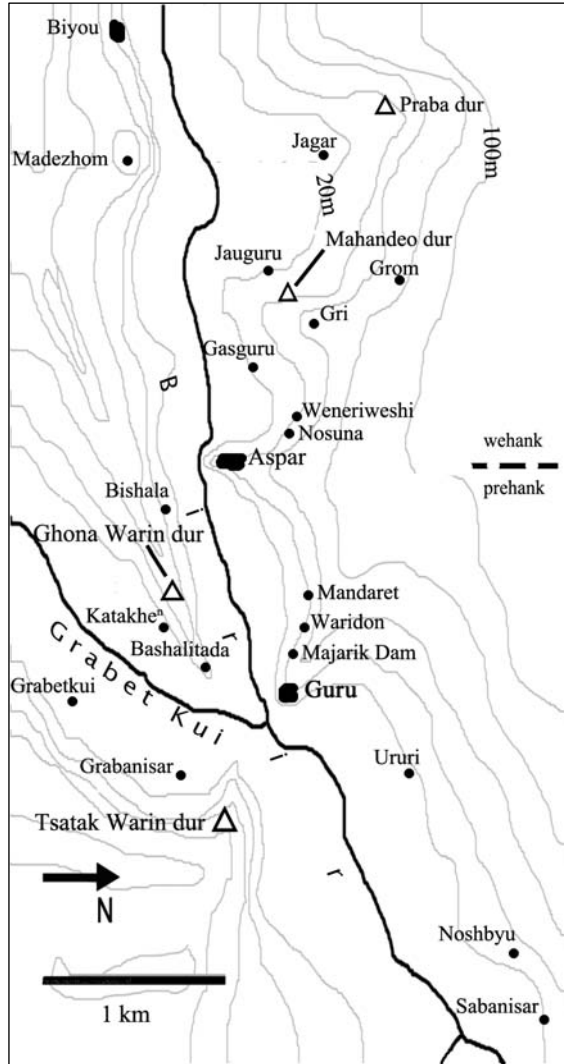 Biyou
Praba dur
Jagar
Madezhom
100m
20m
Mahandeo dur
Jauguru
Grom
Gri
Gasguru
Weneriweshi
Nosuna
wehank
Aspar
prehank
Bishala
Ghona Warin dur
Mandaret
Katakheⁿ
Waridon
Majarik Dam
Bashalitada
Guru
Grabetkui
Grabet Kui
Ururi
Grabanisar
Tsatak Warin dur
B i r i r
N
Noshbyu
1 km
Sabanisar